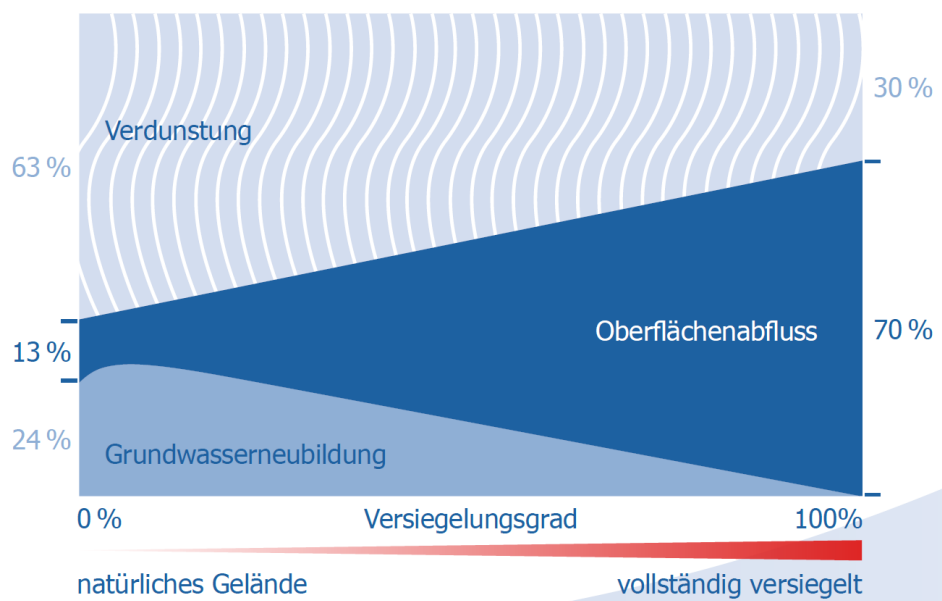 30 %
Verdunstung
63 %
Oberflächenabfluss
70 %
13 %
24 %
Grundwasserneubildung
0 %
Versiegelungsgrad
100%
natürliches Gelände
vollständig versiegelt